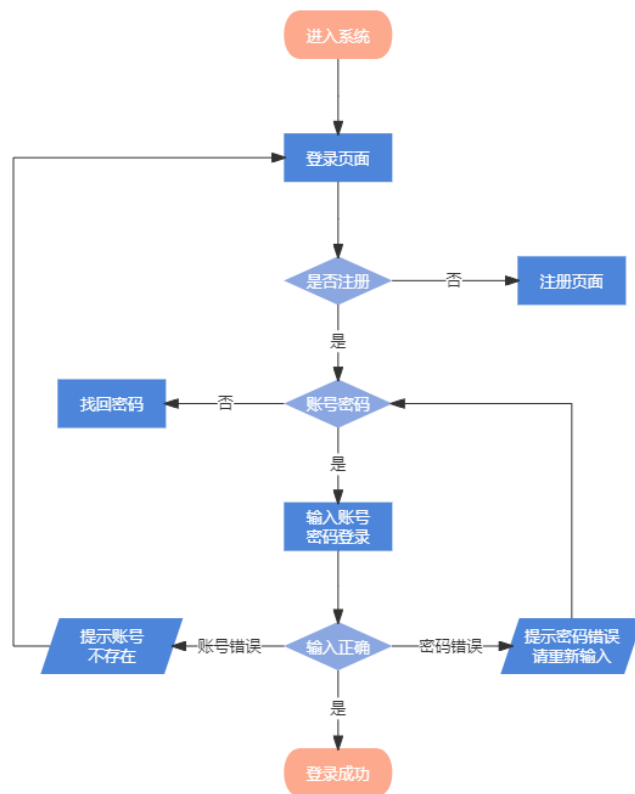 进入系统
登录页面
是否注册
否
注册页面
是
找回密码
否
账号密码
是
输入账号
密码登录
提示账号
不存在
账号错误
输入正确
密码错误
提示密码错误
请重新输入
是
登录成功